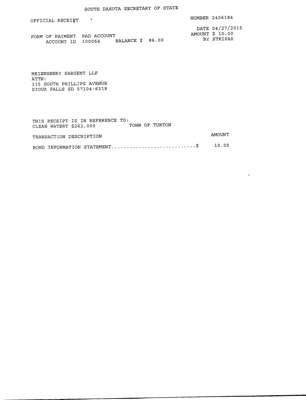 SOUTH DAKOTA SECRETARY OF STATE
OFFICIAL RECEIPT
NUMBER 2406184
DATE 04/27/2015
FORM OF PAYMENT PAD ACCOUNT
AMOUNT $ 10.00
ACCOUNT ID 100064 BALANCE $ 86.00
BY STKIPAX
MEIERHENRY SARGENT LLP
ATTN:
315 SOUTH PHILLIPS AVENUE
SIOUX FALLS SD 57104-6318
THIS RECEIPT IS IN REFERENCE TO:
CLEAN WATERT $262,000 TOWN OF TURTON
TRANSACTION DESCRIPTION AMOUNT
BOND INFORMATION STATEMENT............................$ 10.00